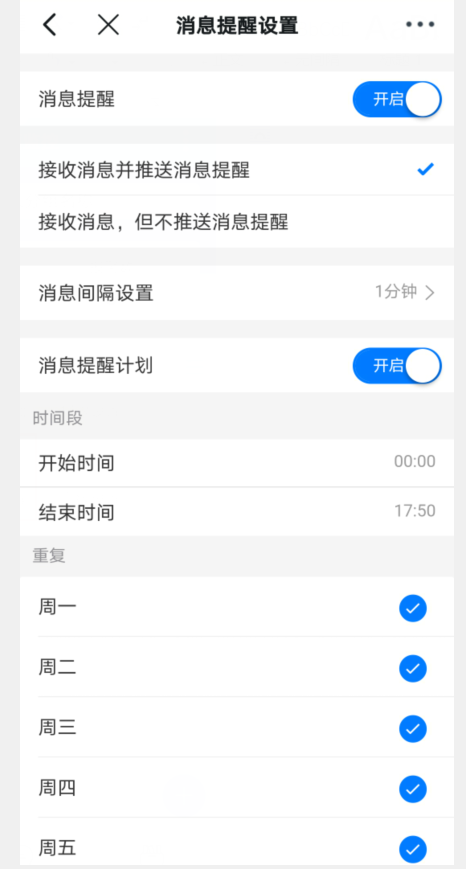 消息提醒设置
消息提醒 开启
接收消息并推送消息提醒
接收消息，但不推送消息提醒
消息间隔设置 1分钟
消息提醒计划 开启
时间段
开始时间 00:00
结束时间 17:50
重复
周一
周二
周三
周四
周五